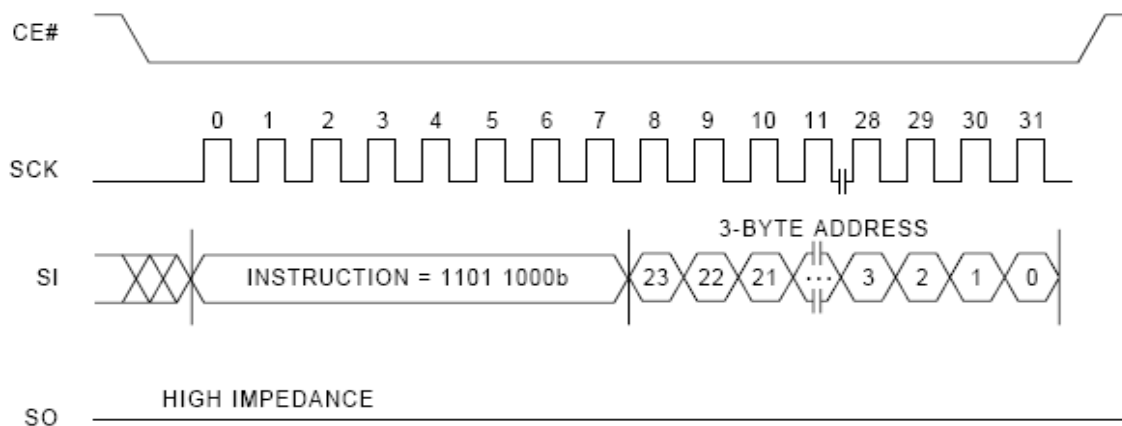 CE#
0 1 2 3 4 5 6 7 8 9 10 11 28 29 30 31
SCK
3-BYTE ADDRESS
SI INSTRUCTION = 1101 1000b 23 22 21 ... 3 2 1 0
HIGH IMPEDANCE
SO